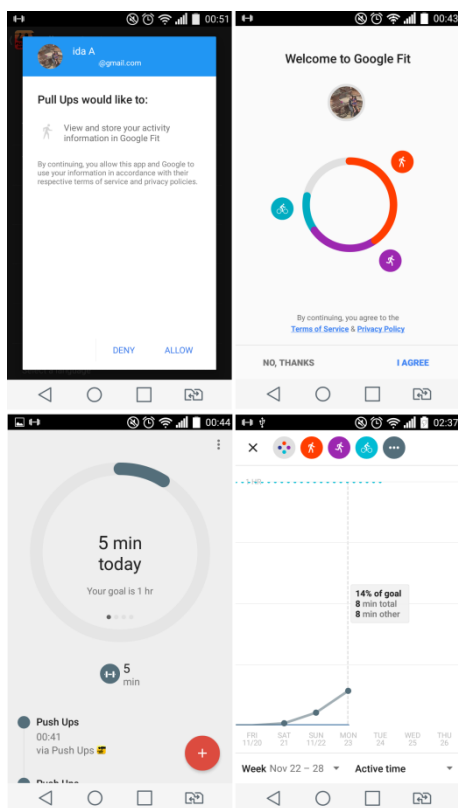 00:51
ida A
@gmail.com
Pull Ups would like to:
View and store your activity
information in Google Fit
By continuing, you allow this app and Google to
use your information in accordance with their
respective terms of service and privacy policies.
DENY ALLOW
00:43
Welcome to Google Fit
By continuing, you agree to the
Terms of Service & Privacy Policy
NO, THANKS I AGREE
00:44
5 min
today
Your goal is 1 hr
5
min
Push Ups
00:41
via Push Ups
Push Ups
02:37
1 HR
14% of goal
8 min total
8 min other
FRI SAT SUN MON TUE WED THU
11/20 21 11/22 23 24 25 26
Week Nov 22 – 28 Active time